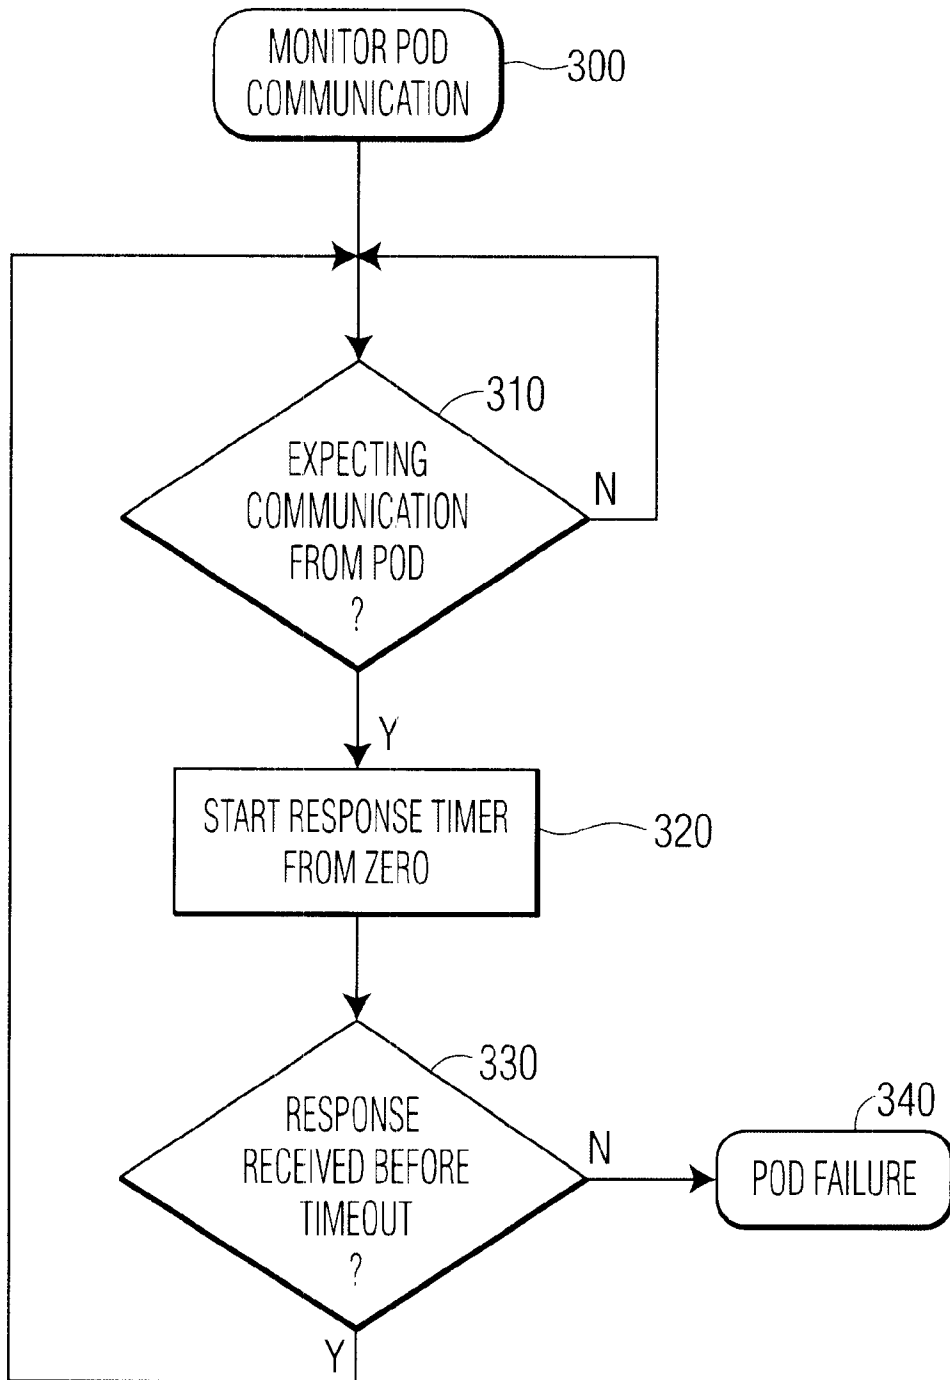 MONITOR POD
COMMUNICATION
300
310
EXPECTING
COMMUNICATION
FROM POD
?
N
Y
START RESPONSE TIMER
FROM ZERO
320
330
RESPONSE
RECEIVED BEFORE
TIMEOUT
?
N
340
POD FAILURE
Y